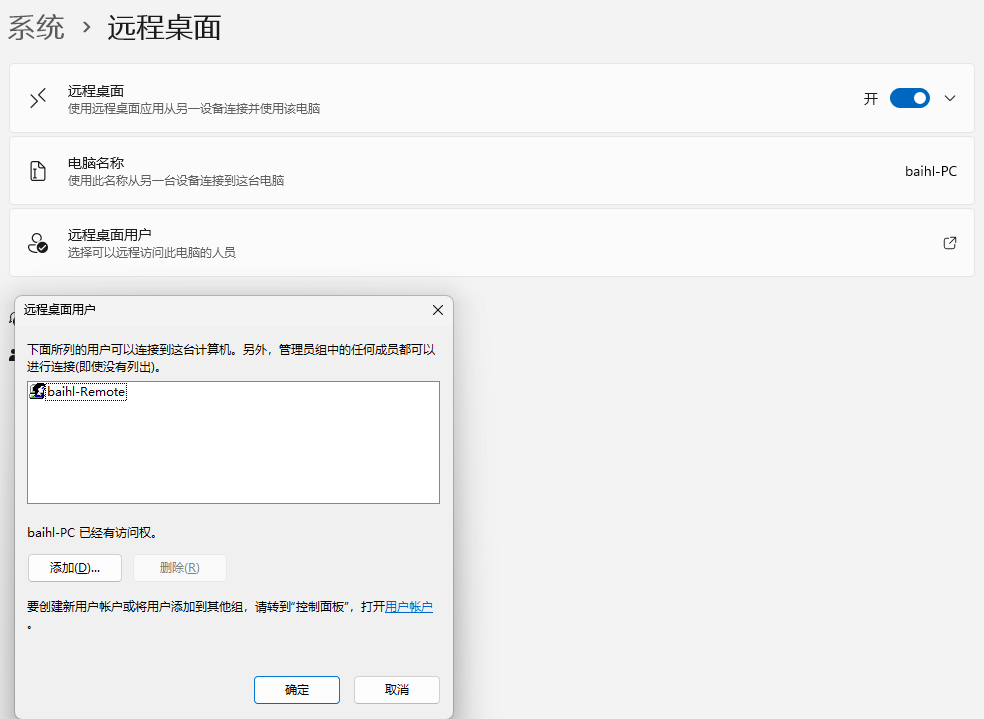 系统 › 远程桌面
远程桌面
使用远程桌面应用从另一设备连接并使用该电脑
开
电脑名称
使用此名称从另一台设备连接到这台电脑
baihl-PC
远程桌面用户
选择可以远程访问此电脑的人员
远程桌面用户
下面所列的用户可以连接到这台计算机。另外，管理员组中的任何成员都可以
进行连接(即使没有列出)。
baihl-Remote
baihl-PC 已经有访问权。
添加(D)...
删除(R)
要创建新用户帐户或将用户添加到其他组，请转到“控制面板”，打开用户帐户
。
确定
取消